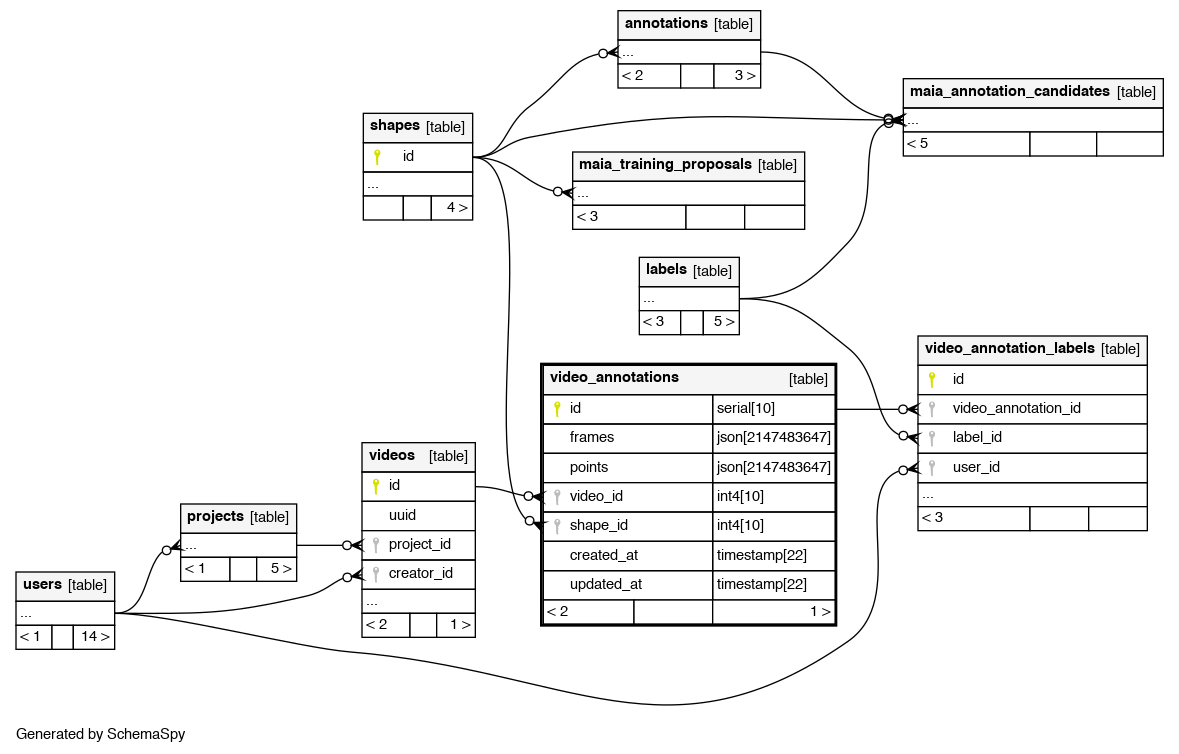 annotations [table]
...
< 2 3 >
maia_annotation_candidates [table]
...
< 5
shapes [table]
id
...
4 >
maia_training_proposals [table]
...
< 3
labels [table]
...
< 3 5 >
video_annotation_labels [table]
id
video_annotation_id
label_id
user_id
...
< 3
video_annotations [table]
id serial[10]
frames json[2147483647]
points json[2147483647]
video_id int4[10]
shape_id int4[10]
created_at timestamp[22]
updated_at timestamp[22]
< 2 1 >
videos [table]
id
uuid
project_id
creator_id
...
< 2 1 >
projects [table]
...
< 1 5 >
users [table]
...
< 1 14 >
Generated by SchemaSpy